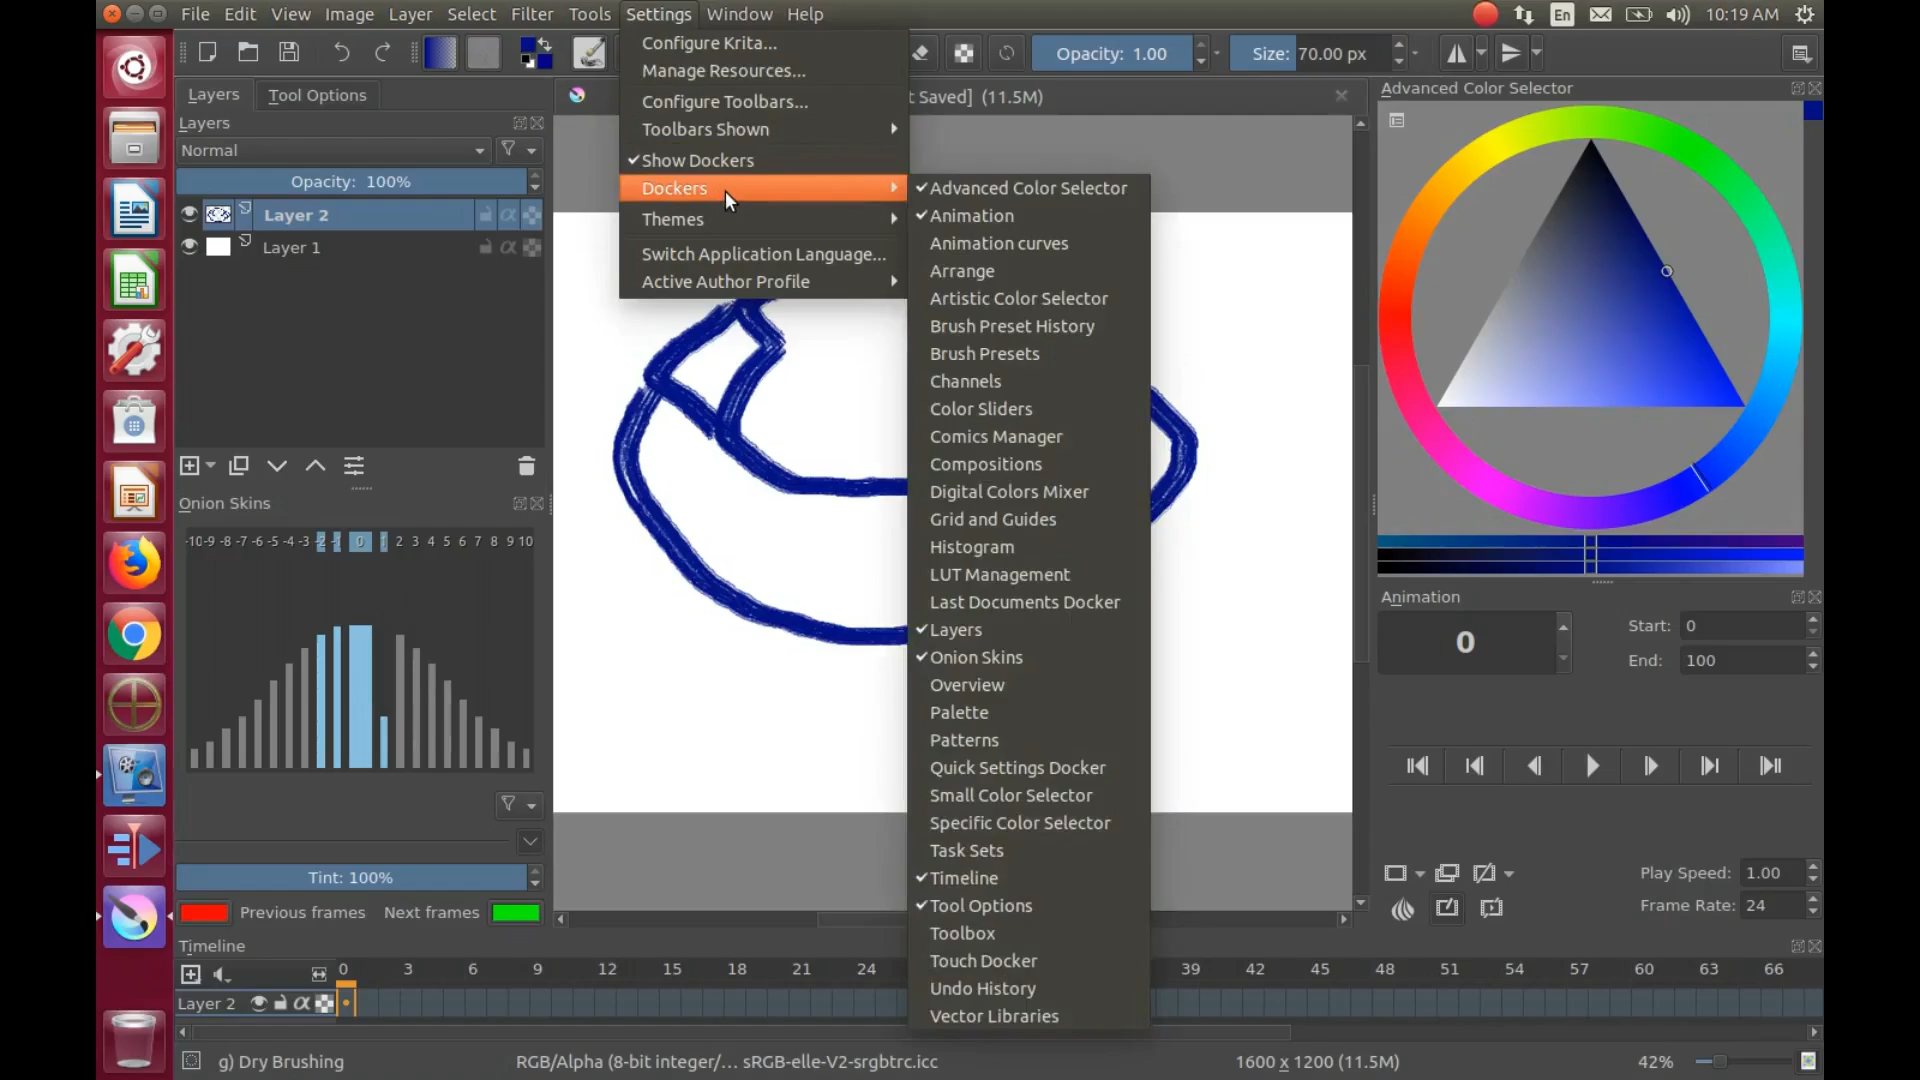 File Edit View Image Layer Select Filter Tools Settings Window Help
En 10:19 AM
Opacity: 1.00 Size: 70.00 px
Configure Krita...
Manage Resources...
Configure Toolbars...
Toolbars Shown
Show Dockers
Dockers
Themes
Switch Application Language...
Active Author Profile
Advanced Color Selector
Animation
Animation curves
Arrange
Artistic Color Selector
Brush Preset History
Brush Presets
Channels
Color Sliders
Comics Manager
Compositions
Digital Colors Mixer
Grid and Guides
Histogram
LUT Management
Last Documents Docker
Layers
Onion Skins
Overview
Palette
Patterns
Quick Settings Docker
Small Color Selector
Specific Color Selector
Task Sets
Timeline
Tool Options
Toolbox
Touch Docker
Undo History
Vector Libraries
Layers Tool Options
t Saved] (11.5M)
Layers
Normal
Opacity: 100%
Layer 2
Layer 1
Onion Skins
-10 -9 -8 -7 -6 -5 -4 -3 -2 -1 0 1 2 3 4 5 6 7 8 9 10
Tint: 100%
Previous frames Next frames
Advanced Color Selector
Animation
0
Start: 0
End: 100
Play Speed: 1.00
Frame Rate: 24
Timeline
0 3 6 9 12 15 18 21 24 39 42 45 48 51 54 57 60 63 66
Layer 2
g) Dry Brushing
RGB/Alpha (8-bit integer/... sRGB-elle-V2-srgbtrc.icc
1600 x 1200 (11.5M)
42%